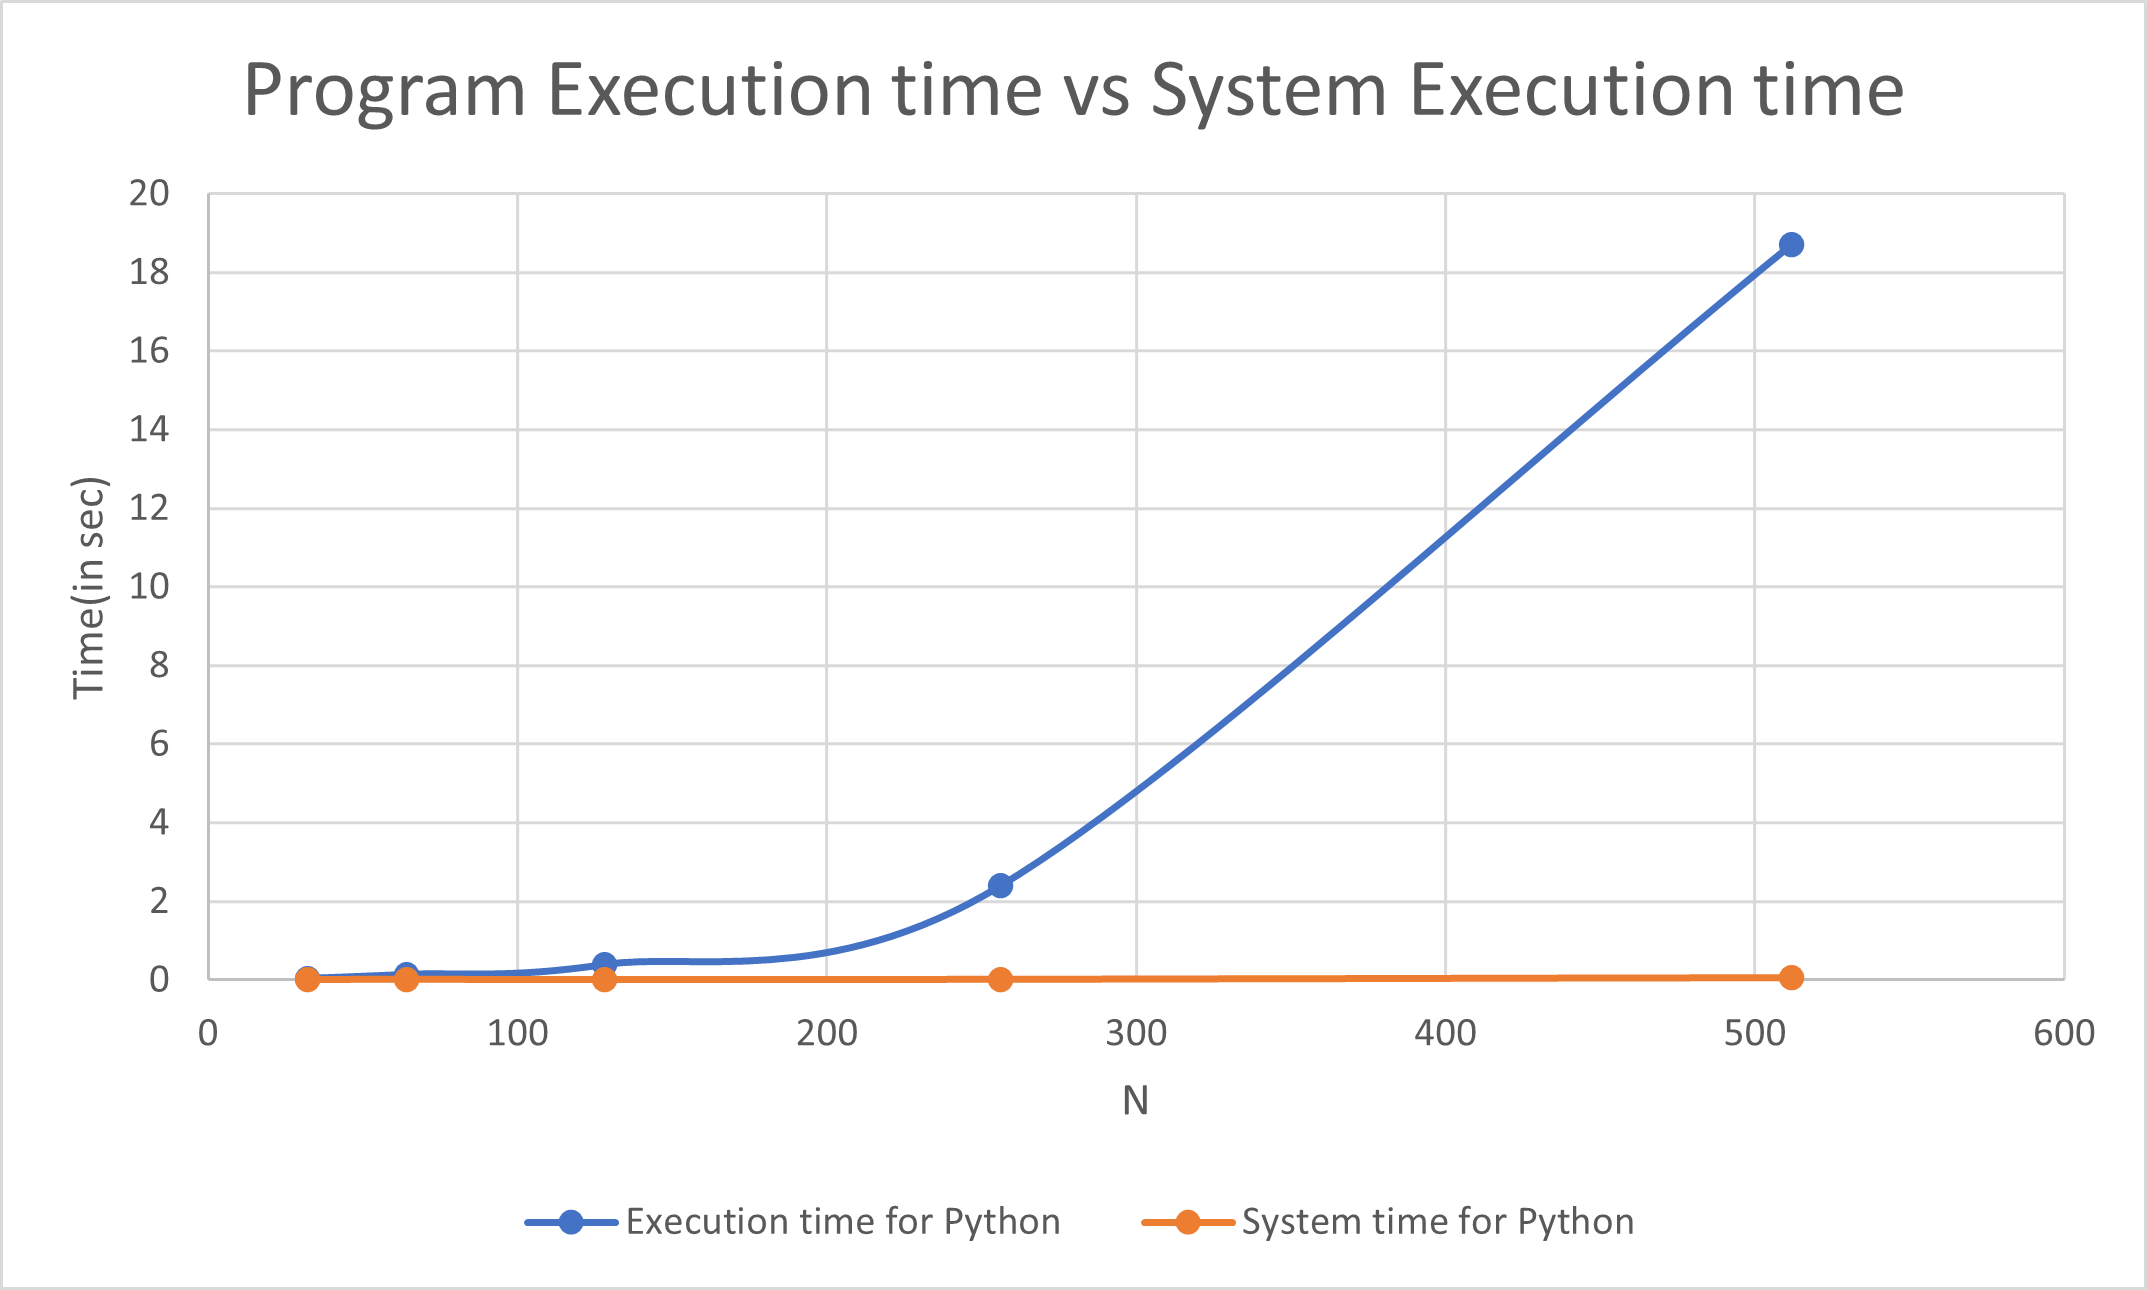 Program Execution time vs System Execution time
20
18
16
14
12
10
8
6
4
2
0
Time(in sec)
0 100 200 300 400 500 600
N
Execution time for Python System time for Python